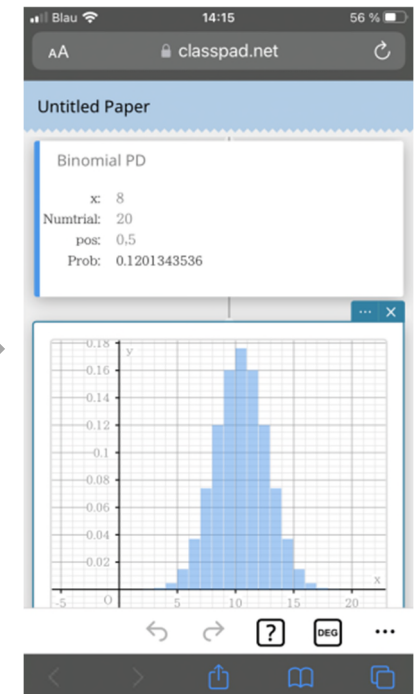 Blau 14:15 56 %
AA classpad.net
Untitled Paper
Binomial PD
x: 8
Numtrial: 20
pos: 0.5
Prob: 0.1201343536
... ×
0.18 y
0.16
0.14
0.12
0.1
0.08
0.06
0.04
0.02
x
-5 O 5 10 15 20
? DEG ...